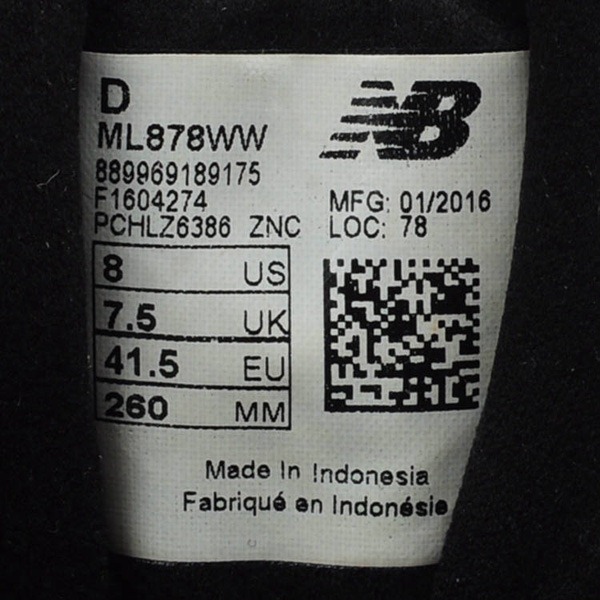 D
NB
ML878WW
889969189175
F1604274 MFG: 01/2016
PCHLZ6386 ZNC LOC: 78
8 US
7.5 UK
41.5 EU
260 MM
Made In Indonesia
Fabriqué en Indonésie